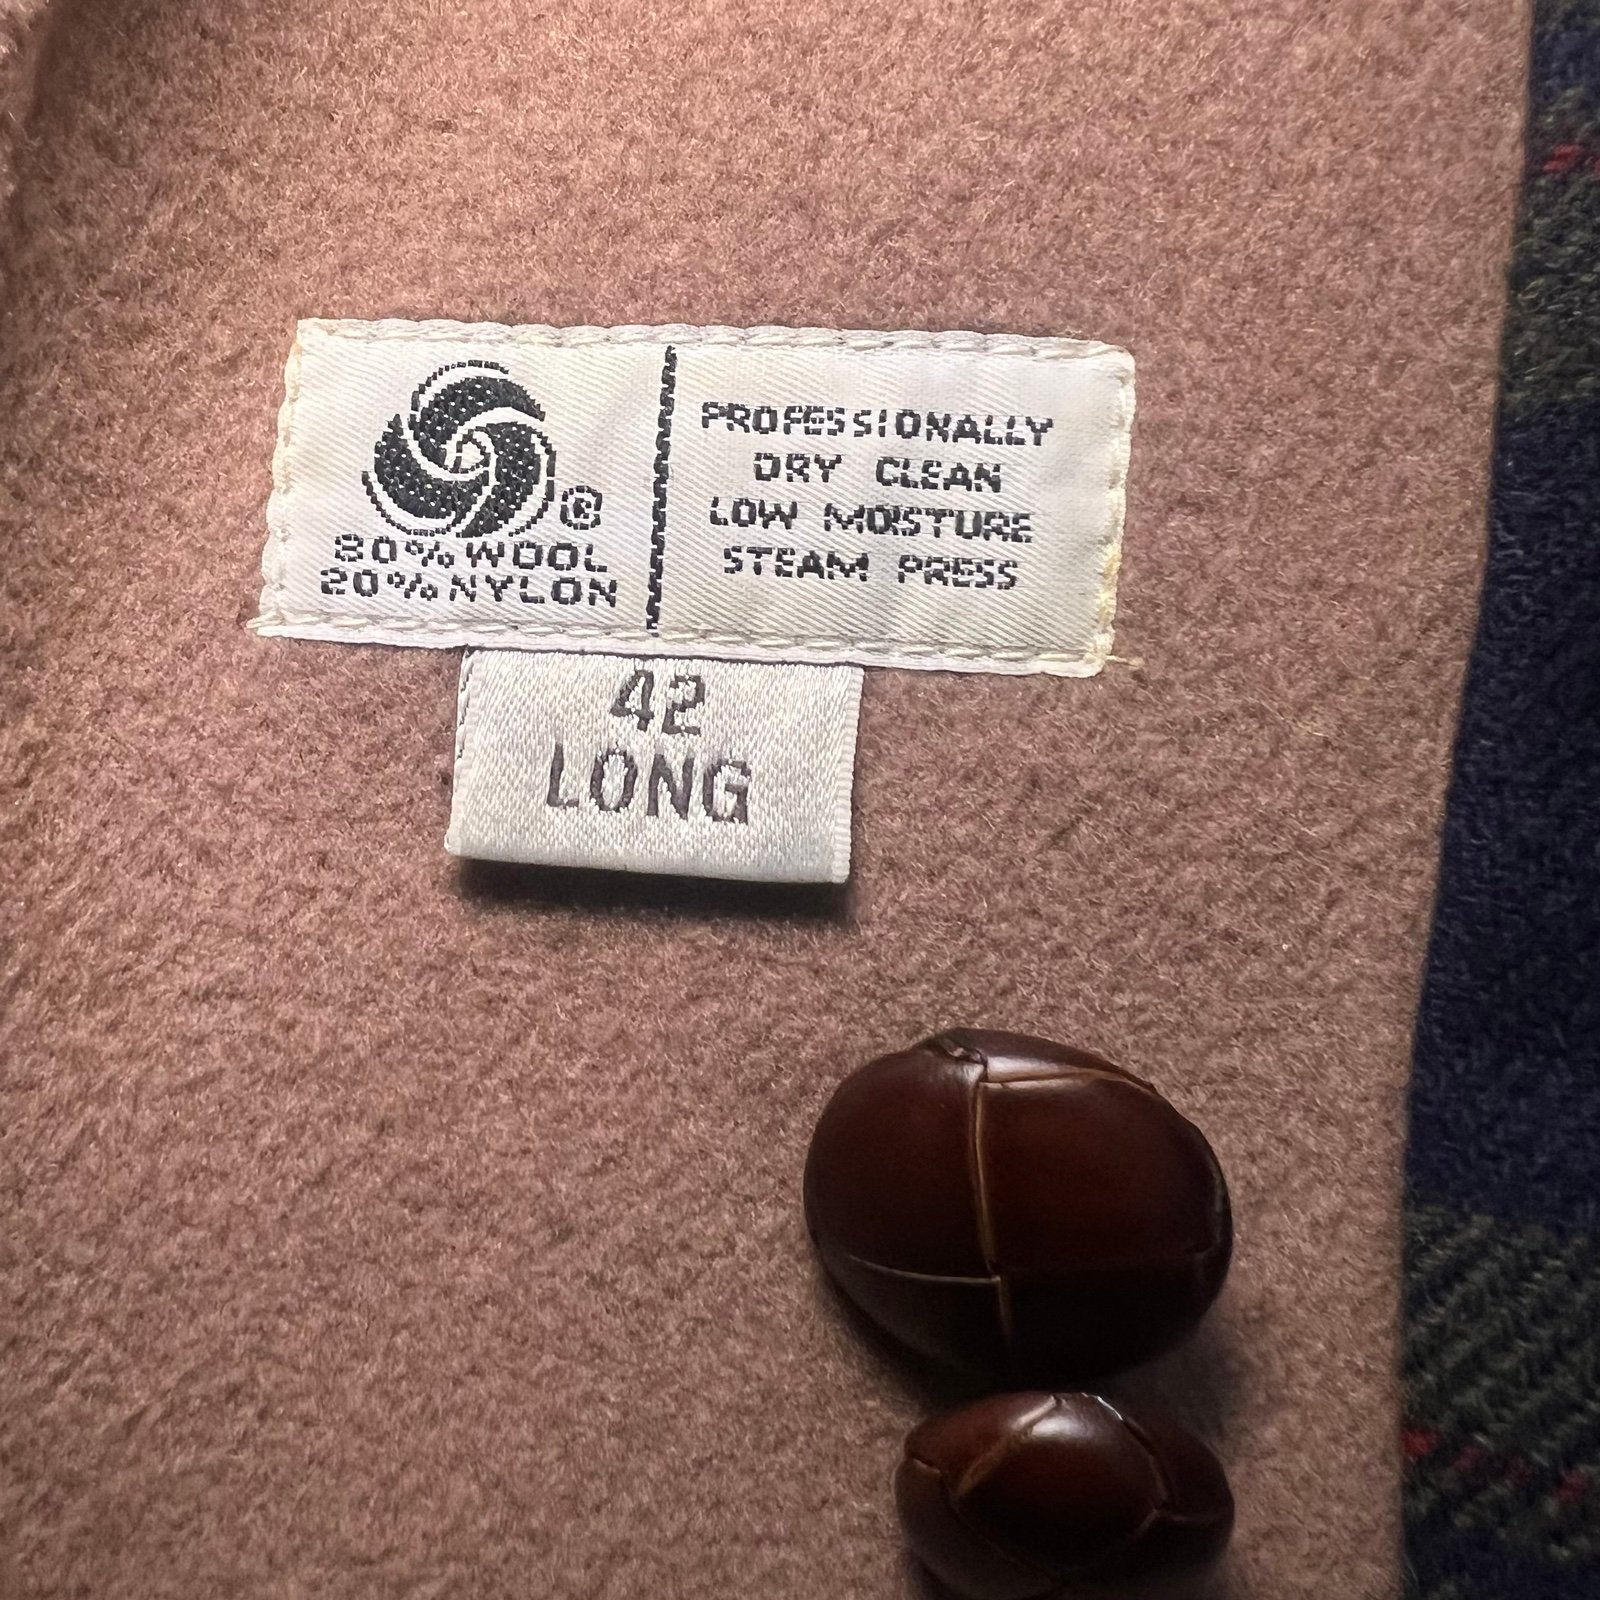 ®
80% WOOL
20% NYLON
PROFESSIONALLY
DRY CLEAN
LOW MOISTURE
STEAM PRESS
42
LONG